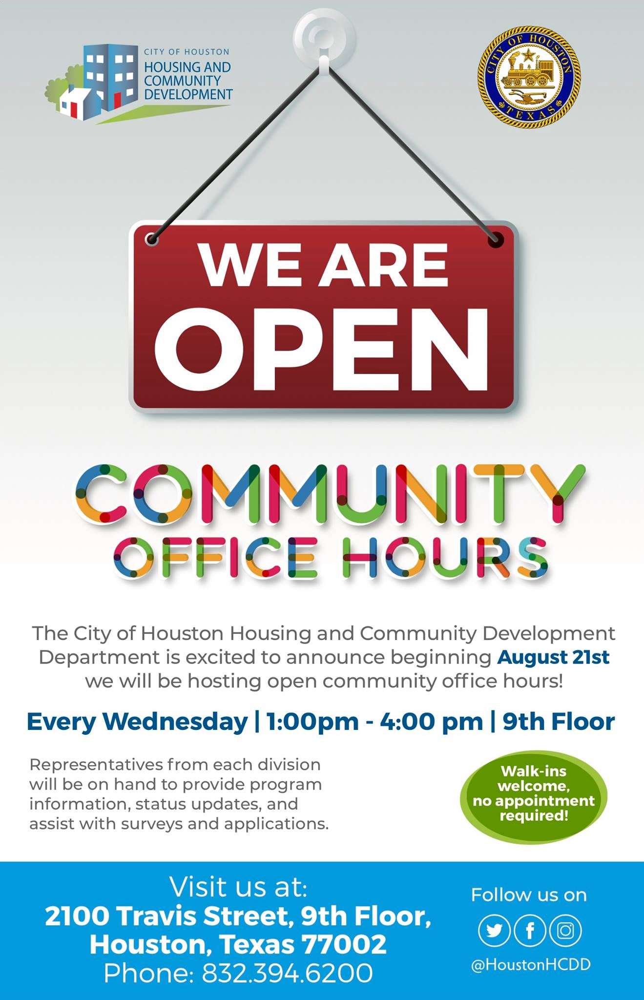 CITY OF HOUSTON
HOUSING AND
COMMUNITY
DEVELOPMENT
CITY OF HOUSTON
TEXAS
WE ARE
OPEN
COMMUNITY
OFFICE HOURS
The City of Houston Housing and Community Development
Department is excited to announce beginning August 21st
we will be hosting open community office hours!
Every Wednesday | 1:00pm - 4:00 pm | 9th Floor
Representatives from each division
will be on hand to provide program
information, status updates, and
assist with surveys and applications.
Walk-ins
welcome,
no appointment
required!
Visit us at:
2100 Travis Street, 9th Floor,
Houston, Texas 77002
Phone: 832.394.6200
Follow us on
@HoustonHCDD